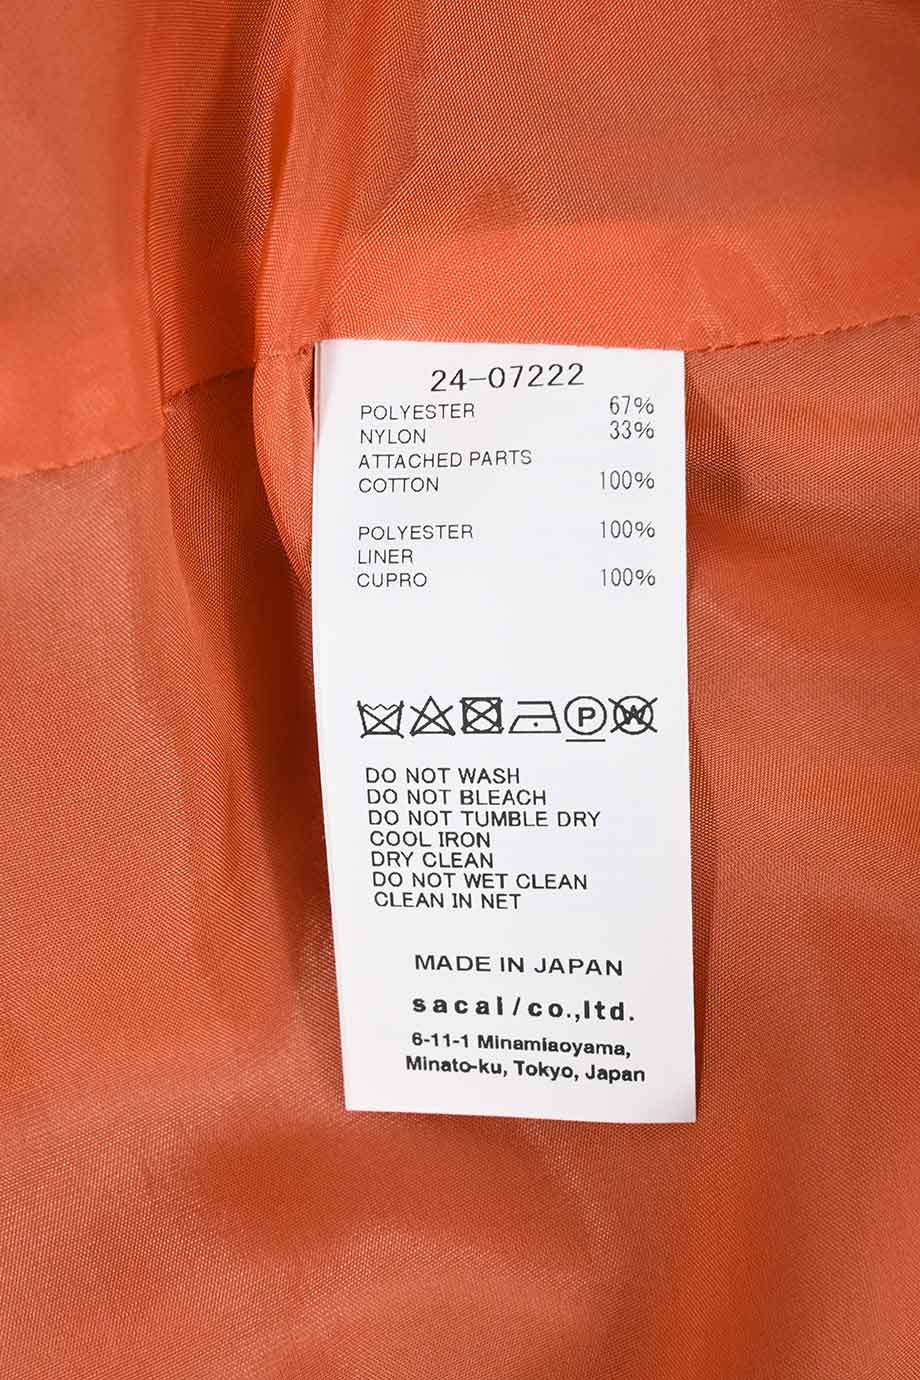 24-07222
POLYESTER 67%
NYLON 33%
ATTACHED PARTS
COTTON 100%
POLYESTER 100%
LINER
CUPRO 100%
P W
DO NOT WASH
DO NOT BLEACH
DO NOT TUMBLE DRY
COOL IRON
DRY CLEAN
DO NOT WET CLEAN
CLEAN IN NET
MADE IN JAPAN
sacai/co.,ltd.
6-11-1 Minamiaoyama,
Minato-ku, Tokyo, Japan